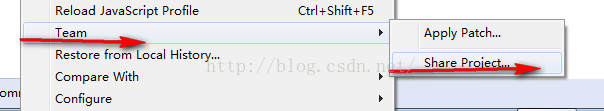 Reload JavaScript Profile Ctrl+Shift+F5
Team
Apply Patch...
Restore from Local History...
Share Project...
http://blog.csdn.net/
Compare With
Configure